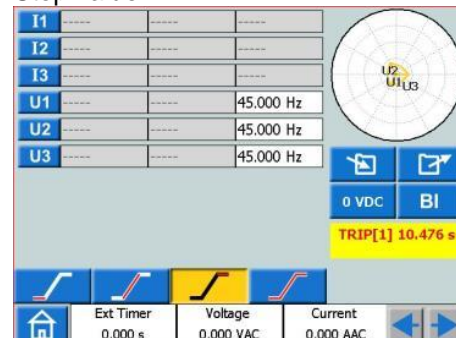 I1 ----- ----- -----
I2 ----- ----- -----
I3 ----- ----- -----
U1 ----- ----- 45.000 Hz
U2 ----- ----- 45.000 Hz
U3 ----- ----- 45.000 Hz
U2
U1 U3
0 VDC BI
TRIP[1] 10.476 s
Ext Timer Voltage Current
0.000 s 0.000 VAC 0.000 AAC